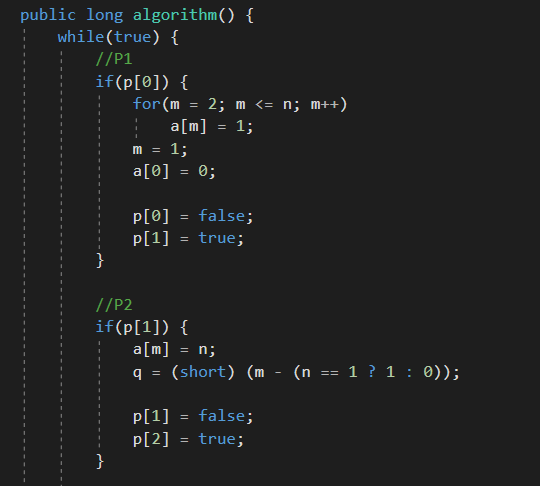 public long algorithm() {
while(true) {
//P1
if(p[0]) {
for(m = 2; m <= n; m++)
a[m] = 1;
m = 1;
a[0] = 0;
p[0] = false;
p[1] = true;
}
//P2
if(p[1]) {
a[m] = n;
q = (short) (m - (n == 1 ? 1 : 0));
p[1] = false;
p[2] = true;
}